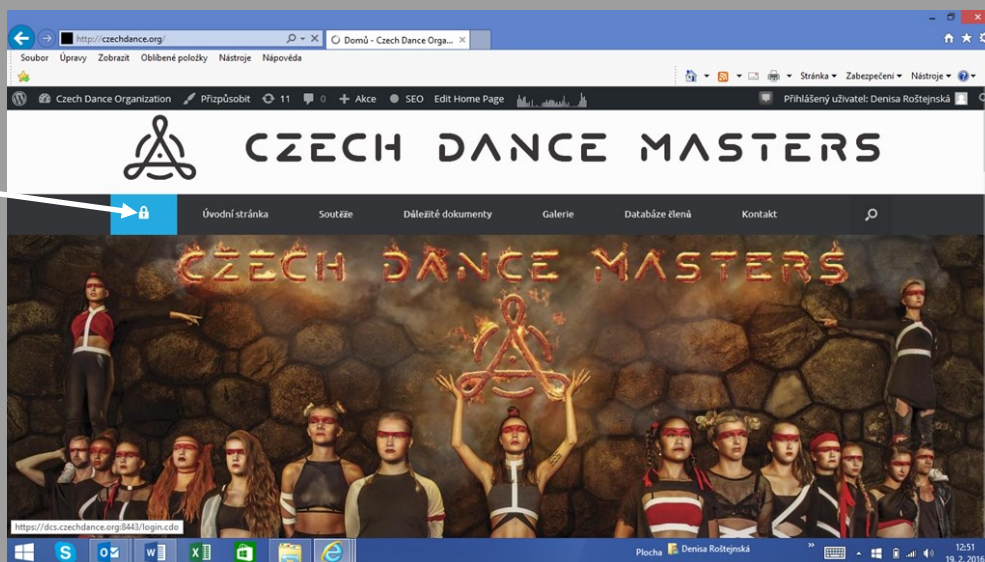 http://czechdance.org/
Domů - Czech Dance Orga...
Soubor Úpravy Zobrazit Oblíbené položky Nástroje Nápověda
Stránka Zabezpečení Nástroje
Czech Dance Organization Přizpůsobit 11 0 + Akce SEO Edit Home Page Přihlášený uživatel: Denisa Roštejnská
CZECH DANCE MASTERS
Úvodní stránka Soutěže Důležité dokumenty Galerie Databáze členů Kontakt
CZECH DANCE MASTERS
https://dcs.czechdance.org:8443/login.cdo
Plocha Denisa Roštejnská » 12:51
19. 2. 2016